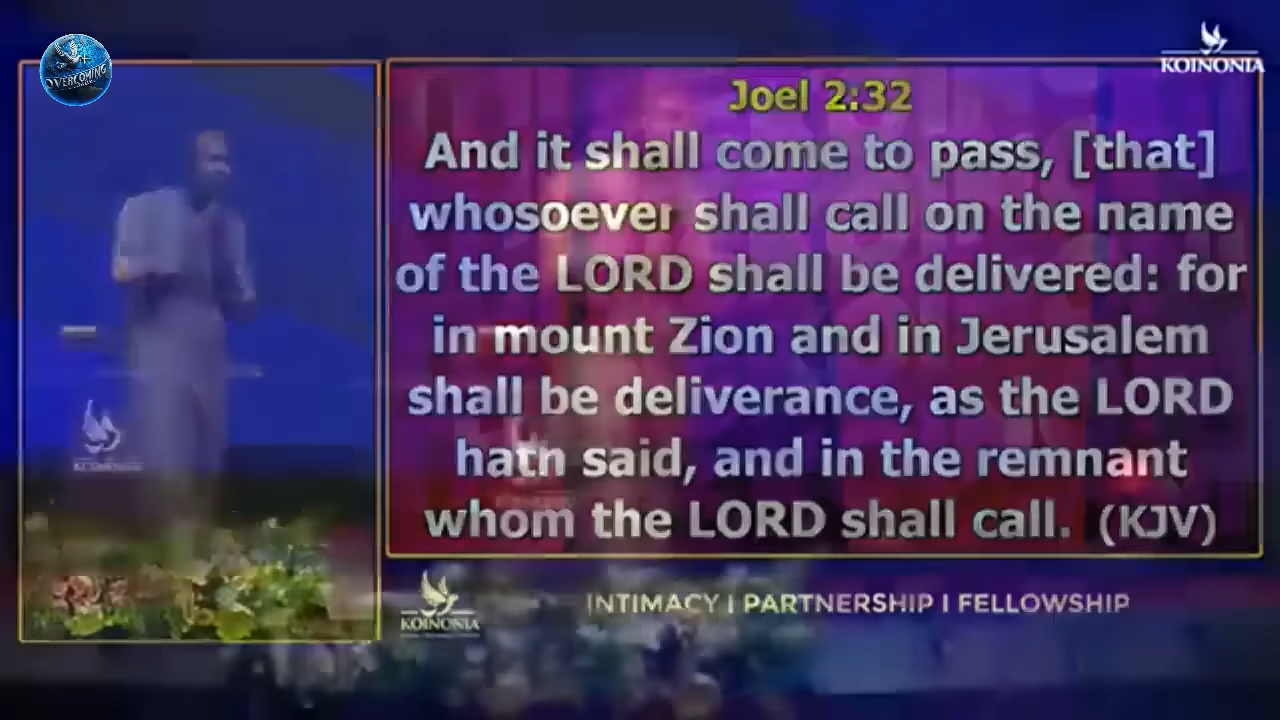 OVERCOMING
KOINONIA
Joel 2:32
And it shall come to pass, [that]
whosoever shall call on the name
of the LORD shall be delivered: for
in mount Zion and in Jerusalem
shall be deliverance, as the LORD
hath said, and in the remnant
whom the LORD shall call. (KJV)
KOINONIA
KOINONIA
INTIMACY | PARTNERSHIP | FELLOWSHIP